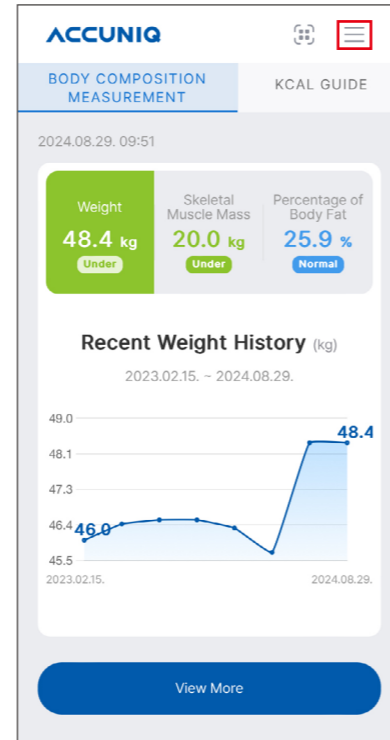 ACCUNIQ
BODY COMPOSITION
MEASUREMENT
KCAL GUIDE
2024.08.29. 09:51
Weight
48.4 kg
Under
Skeletal
Muscle Mass
20.0 kg
Under
Percentage of
Body Fat
25.9 %
Normal
Recent Weight History (kg)
2023.02.15. ~ 2024.08.29.
49.0
48.4
48.1
47.3
46.4
46.0
45.5
2023.02.15.
2024.08.29.
View More